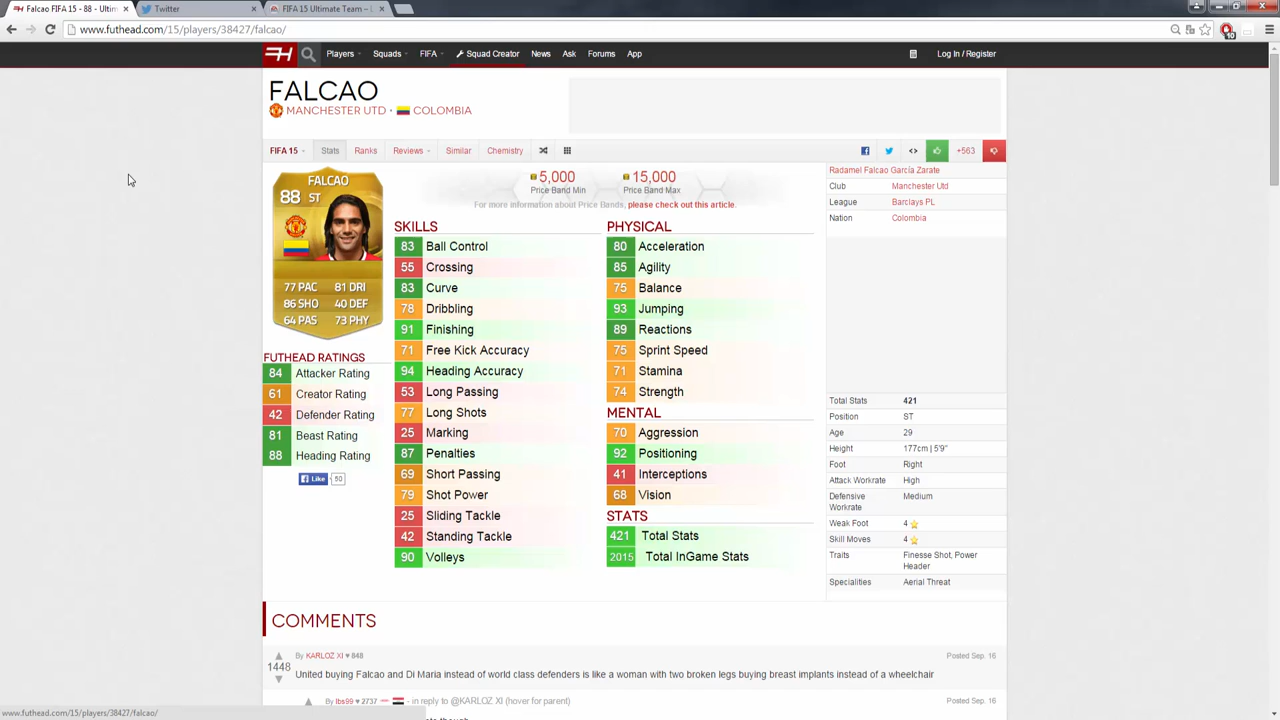 Falcao FIFA 15 - 88 - Ultim
Twitter
FIFA 15 Ultimate Team –
www.futhead.com/15/players/38427/falcao/
Players Squads FIFA Squad Creator News Ask Forums App Log In / Register
FALCAO
MANCHESTER UTD · COLOMBIA
FIFA 15 Stats Ranks Reviews Similar Chemistry +563
FALCAO
88 ST
77 PAC 81 DRI
86 SHO 40 DEF
64 PAS 73 PHY
FUTHEAD RATINGS
84 Attacker Rating
61 Creator Rating
42 Defender Rating
81 Beast Rating
88 Heading Rating
Like 50
5,000 15,000
Price Band Min Price Band Max
For more information about Price Bands, please check out this article.
SKILLS
83 Ball Control
55 Crossing
83 Curve
78 Dribbling
91 Finishing
71 Free Kick Accuracy
94 Heading Accuracy
53 Long Passing
77 Long Shots
25 Marking
87 Penalties
69 Short Passing
79 Shot Power
25 Sliding Tackle
42 Standing Tackle
90 Volleys
PHYSICAL
80 Acceleration
85 Agility
75 Balance
93 Jumping
89 Reactions
75 Sprint Speed
71 Stamina
74 Strength
MENTAL
70 Aggression
92 Positioning
41 Interceptions
68 Vision
STATS
421 Total Stats
2015 Total InGame Stats
Radamel Falcao García Zarate
Club Manchester Utd
League Barclays PL
Nation Colombia
Total Stats 421
Position ST
Age 29
Height 177cm | 5'9"
Foot Right
Attack Workrate High
Defensive Workrate Medium
Weak Foot 4
Skill Moves 4
Traits Finesse Shot, Power Header
Specialities Aerial Threat
COMMENTS
By KARLOZ XI ♥ 848 Posted Sep. 16
1448
United buying Falcao and Di Maria instead of world class defenders is like a woman with two broken legs buying breast implants instead of a wheelchair
By lbs99 ♥ 2737 - in reply to @KARLOZ XI (hover for parent) Posted Sep. 16
www.futhead.com/15/players/38427/falcao/